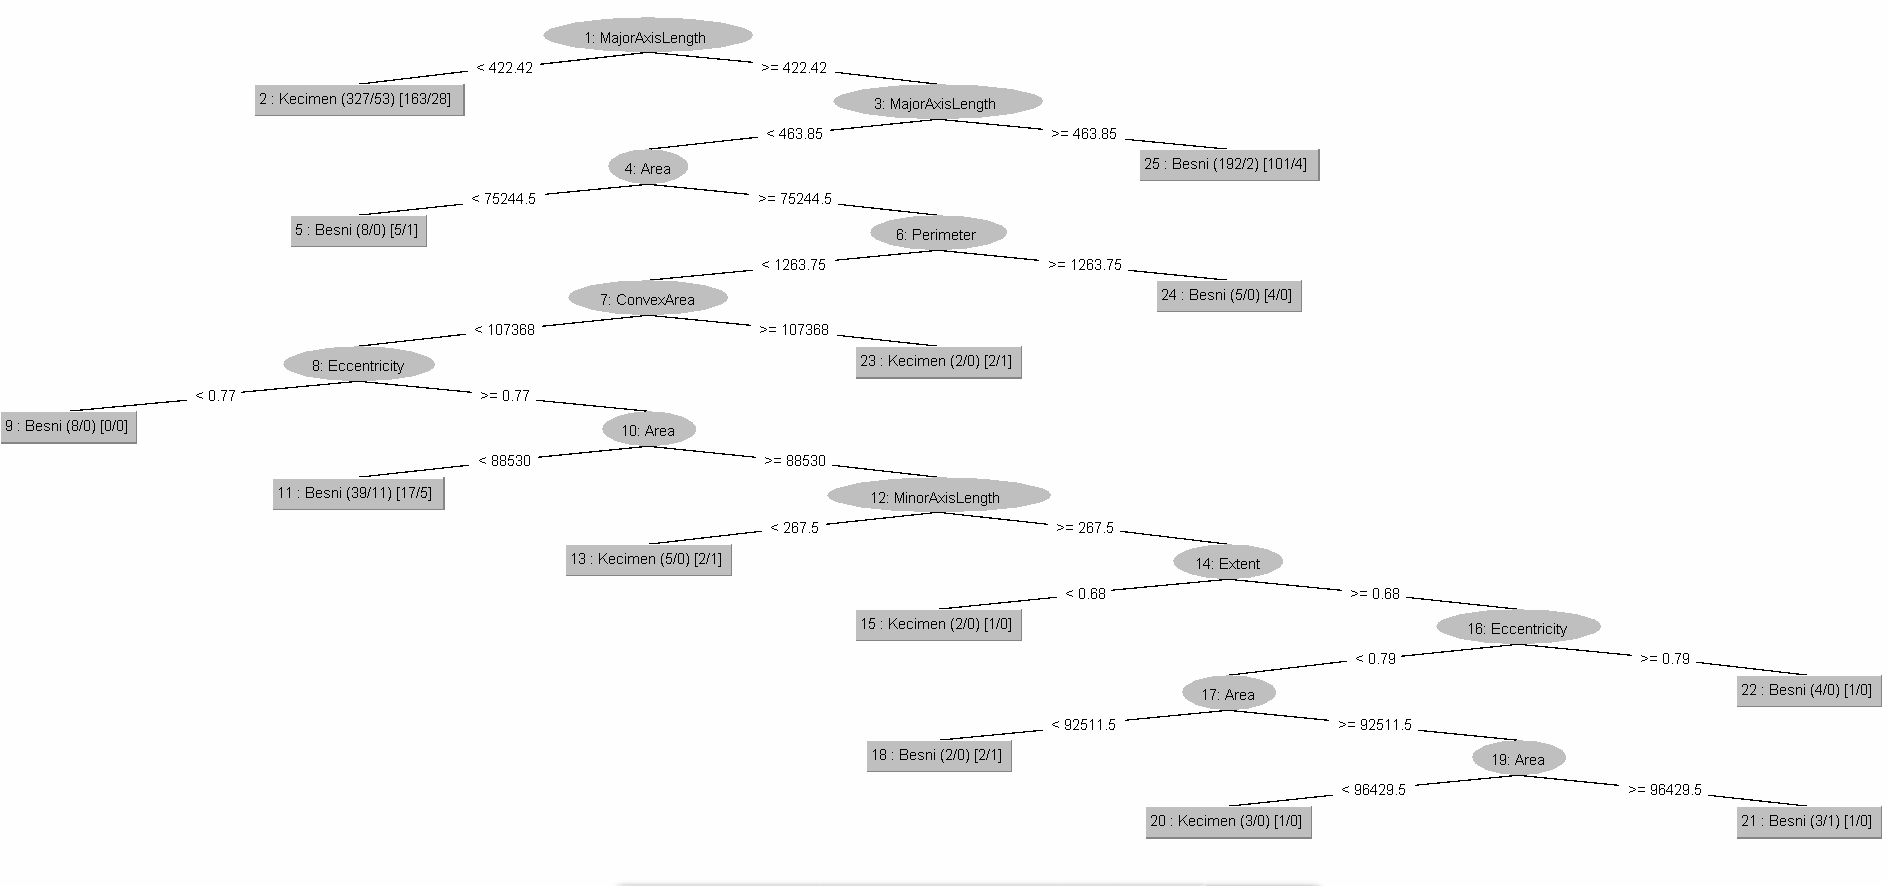 1: MajorAxisLength
< 422.42
>= 422.42
2 : Kecimen (327/53) [163/28]
3: MajorAxisLength
< 463.85
>= 463.85
4: Area
25 : Besni (192/2) [101/4]
< 75244.5
>= 75244.5
5 : Besni (8/0) [5/1]
6: Perimeter
< 1263.75
>= 1263.75
7: ConvexArea
24 : Besni (5/0) [4/0]
< 107368
>= 107368
8: Eccentricity
23 : Kecimen (2/0) [2/1]
< 0.77
>= 0.77
9 : Besni (8/0) [0/0]
10: Area
< 88530
>= 88530
11 : Besni (39/11) [17/5]
12: MinorAxisLength
< 267.5
>= 267.5
13 : Kecimen (5/0) [2/1]
14: Extent
< 0.68
>= 0.68
15 : Kecimen (2/0) [1/0]
16: Eccentricity
< 0.79
>= 0.79
17: Area
22 : Besni (4/0) [1/0]
< 92511.5
>= 92511.5
18 : Besni (2/0) [2/1]
19: Area
< 96429.5
>= 96429.5
20 : Kecimen (3/0) [1/0]
21 : Besni (3/1) [1/0]